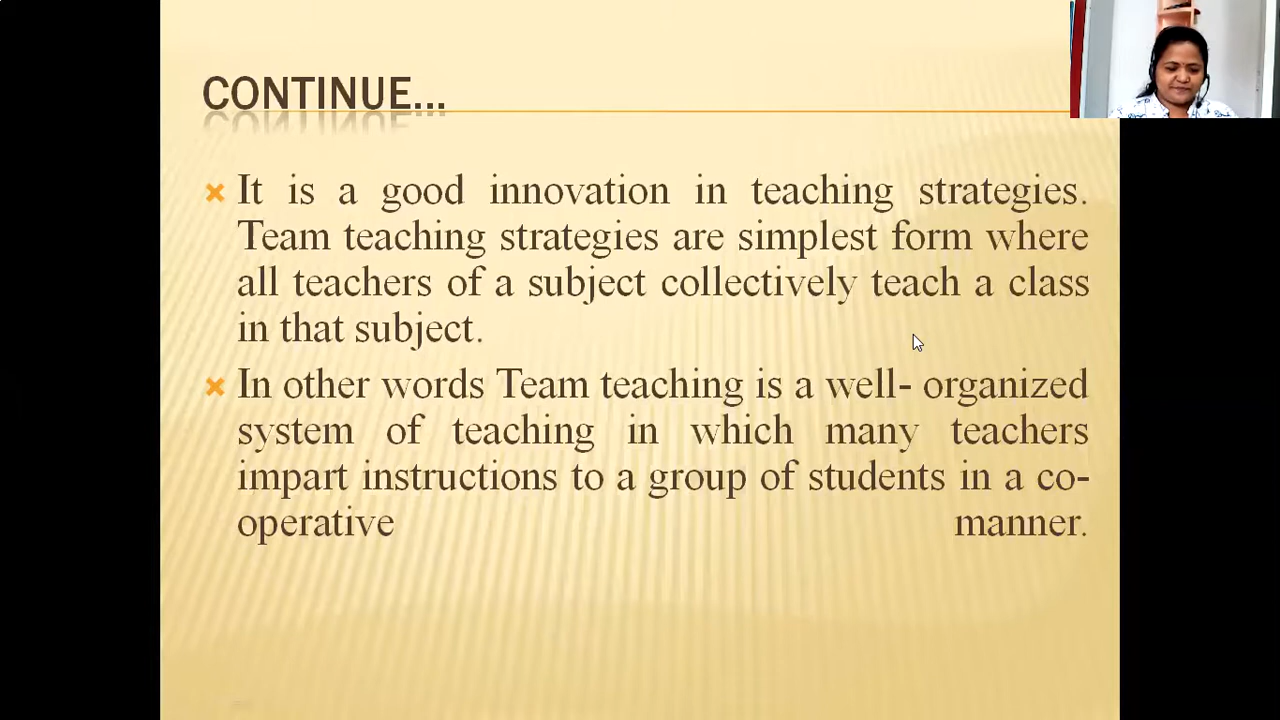 CONTINUE...
It is a good innovation in teaching strategies.
Team teaching strategies are simplest form where
all teachers of a subject collectively teach a class
in that subject.
In other words Team teaching is a well- organized
system of teaching in which many teachers
impart instructions to a group of students in a co-
operative manner.